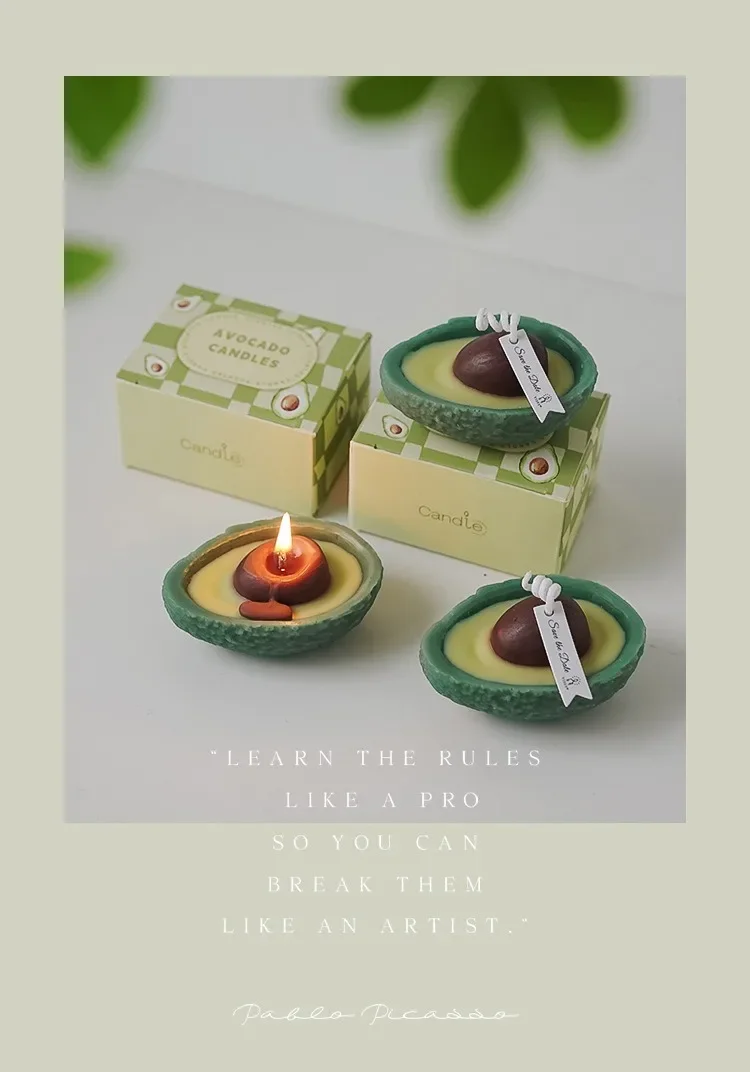 AVOCADO
CANDLES
Candle
Save the Date
Candle
Save the Date
"LEARN THE RULES
LIKE A PRO
SO YOU CAN
BREAK THEM
LIKE AN ARTIST."
Pablo Picasso